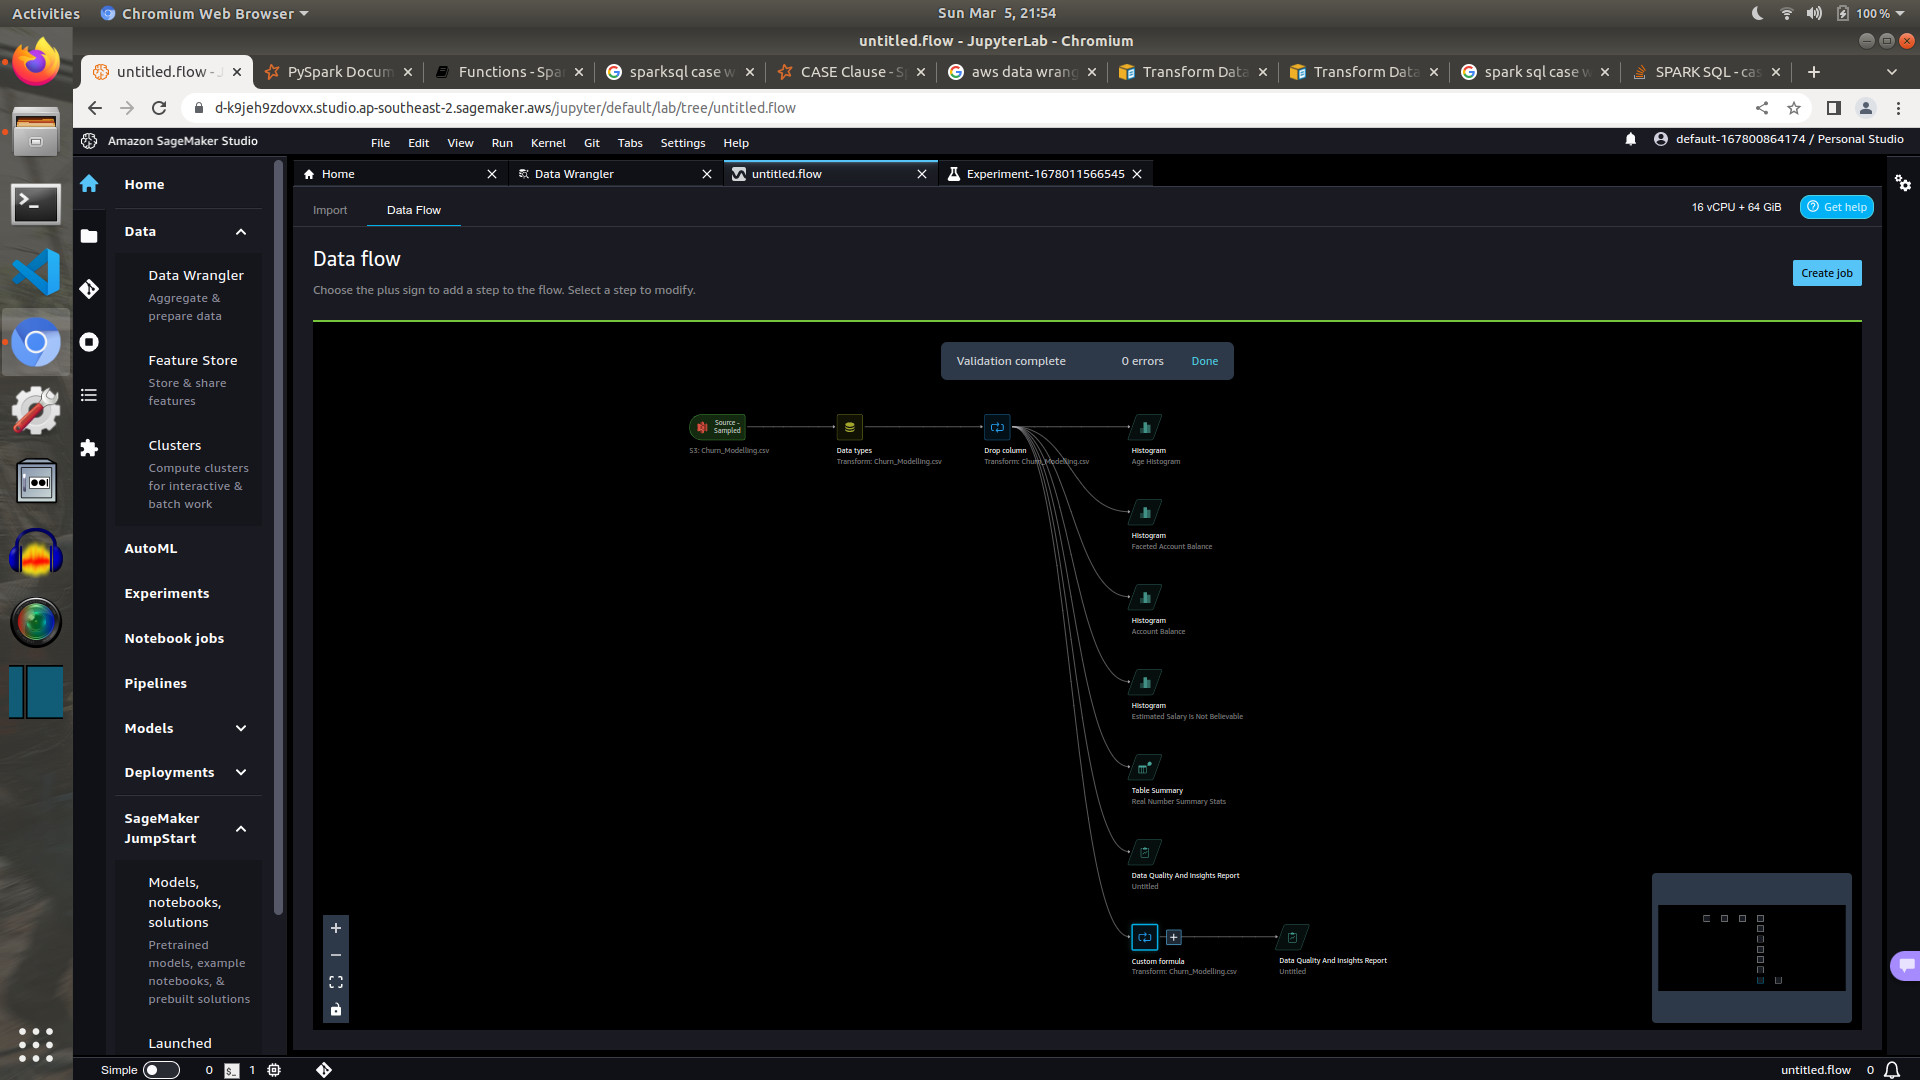 Activities
Chromium Web Browser
Sun Mar 5, 21:54
100 %
untitled.flow - JupyterLab - Chromium
untitled.flow - J
PySpark Docum
Functions - Spa
sparksql case w
CASE Clause - S
aws data wrang
Transform Data
Transform Data
spark sql case w
SPARK SQL - cas
d-k9jeh9zdovxx.studio.ap-southeast-2.sagemaker.aws/jupyter/default/lab/tree/untitled.flow
Amazon SageMaker Studio
File
Edit
View
Run
Kernel
Git
Tabs
Settings
Help
default-167800864174 / Personal Studio
Home
Data Wrangler
untitled.flow
Experiment-1678011566545
Import
Data Flow
16 vCPU + 64 GiB
Get help
Data flow
Choose the plus sign to add a step to the flow. Select a step to modify.
Create job
Home
Data
Data Wrangler
Aggregate &
prepare data
Feature Store
Store & share
features
Clusters
Compute clusters
for interactive &
batch work
AutoML
Experiments
Notebook jobs
Pipelines
Models
Deployments
SageMaker
JumpStart
Models,
notebooks,
solutions
Pretrained
models, example
notebooks, &
prebuilt solutions
Launched
Validation complete
0 errors
Done
Source -
Sampled
S3: Churn_Modelling.csv
Data types
Transform: Churn_Modelling.csv
Drop column
Transform: Churn_Modelling.csv
Histogram
Age Histogram
Histogram
Faceted Account Balance
Histogram
Account Balance
Histogram
Estimated Salary is Not Believable
Table Summary
Real Number Summary Stats
Data Quality And Insights Report
Untitled
Custom formula
Transform: Churn_Modelling.csv
Data Quality And Insights Report
Untitled
Simple
0
1
untitled.flow
0